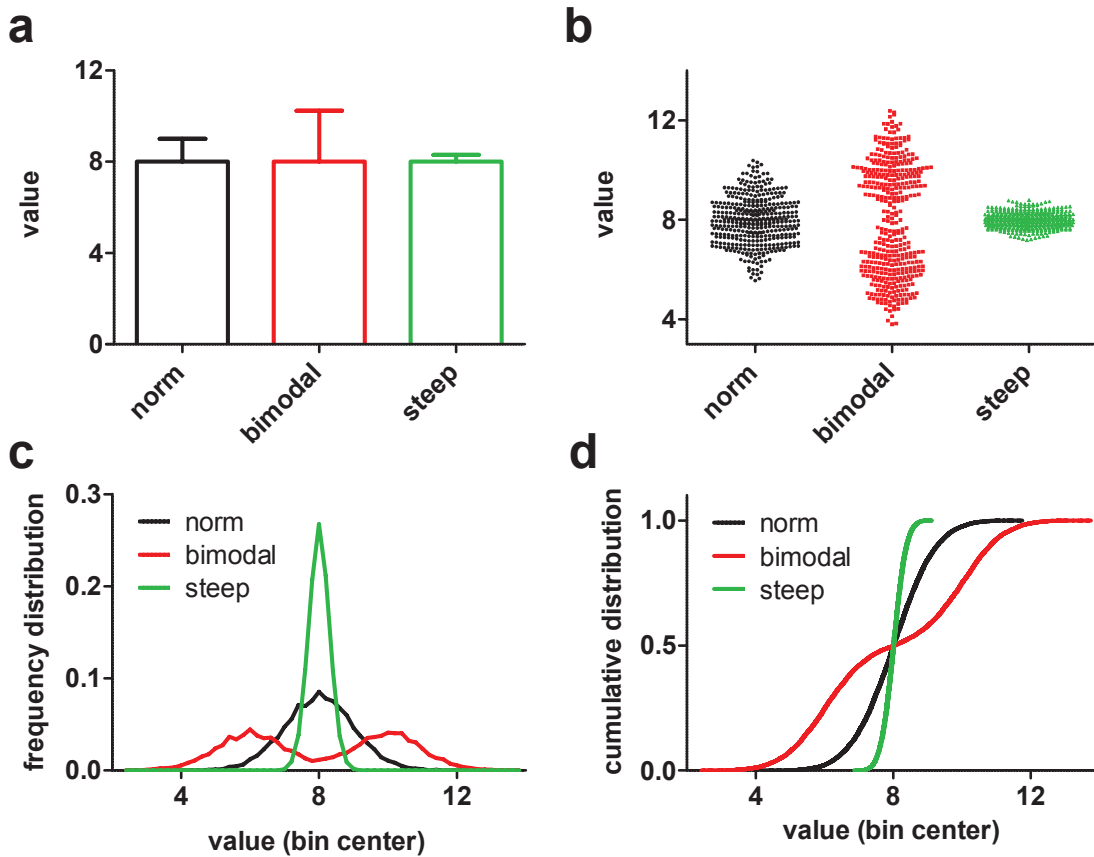 a
value
12
8
4
0
norm
bimodal
steep
b
value
12
8
4
norm
bimodal
steep
c
frequency distribution
0.3
0.2
0.1
0.0
norm
bimodal
steep
4
8
12
value (bin center)
d
cumulative distribution
1.0
0.5
0.0
norm
bimodal
steep
4
8
12
value (bin center)